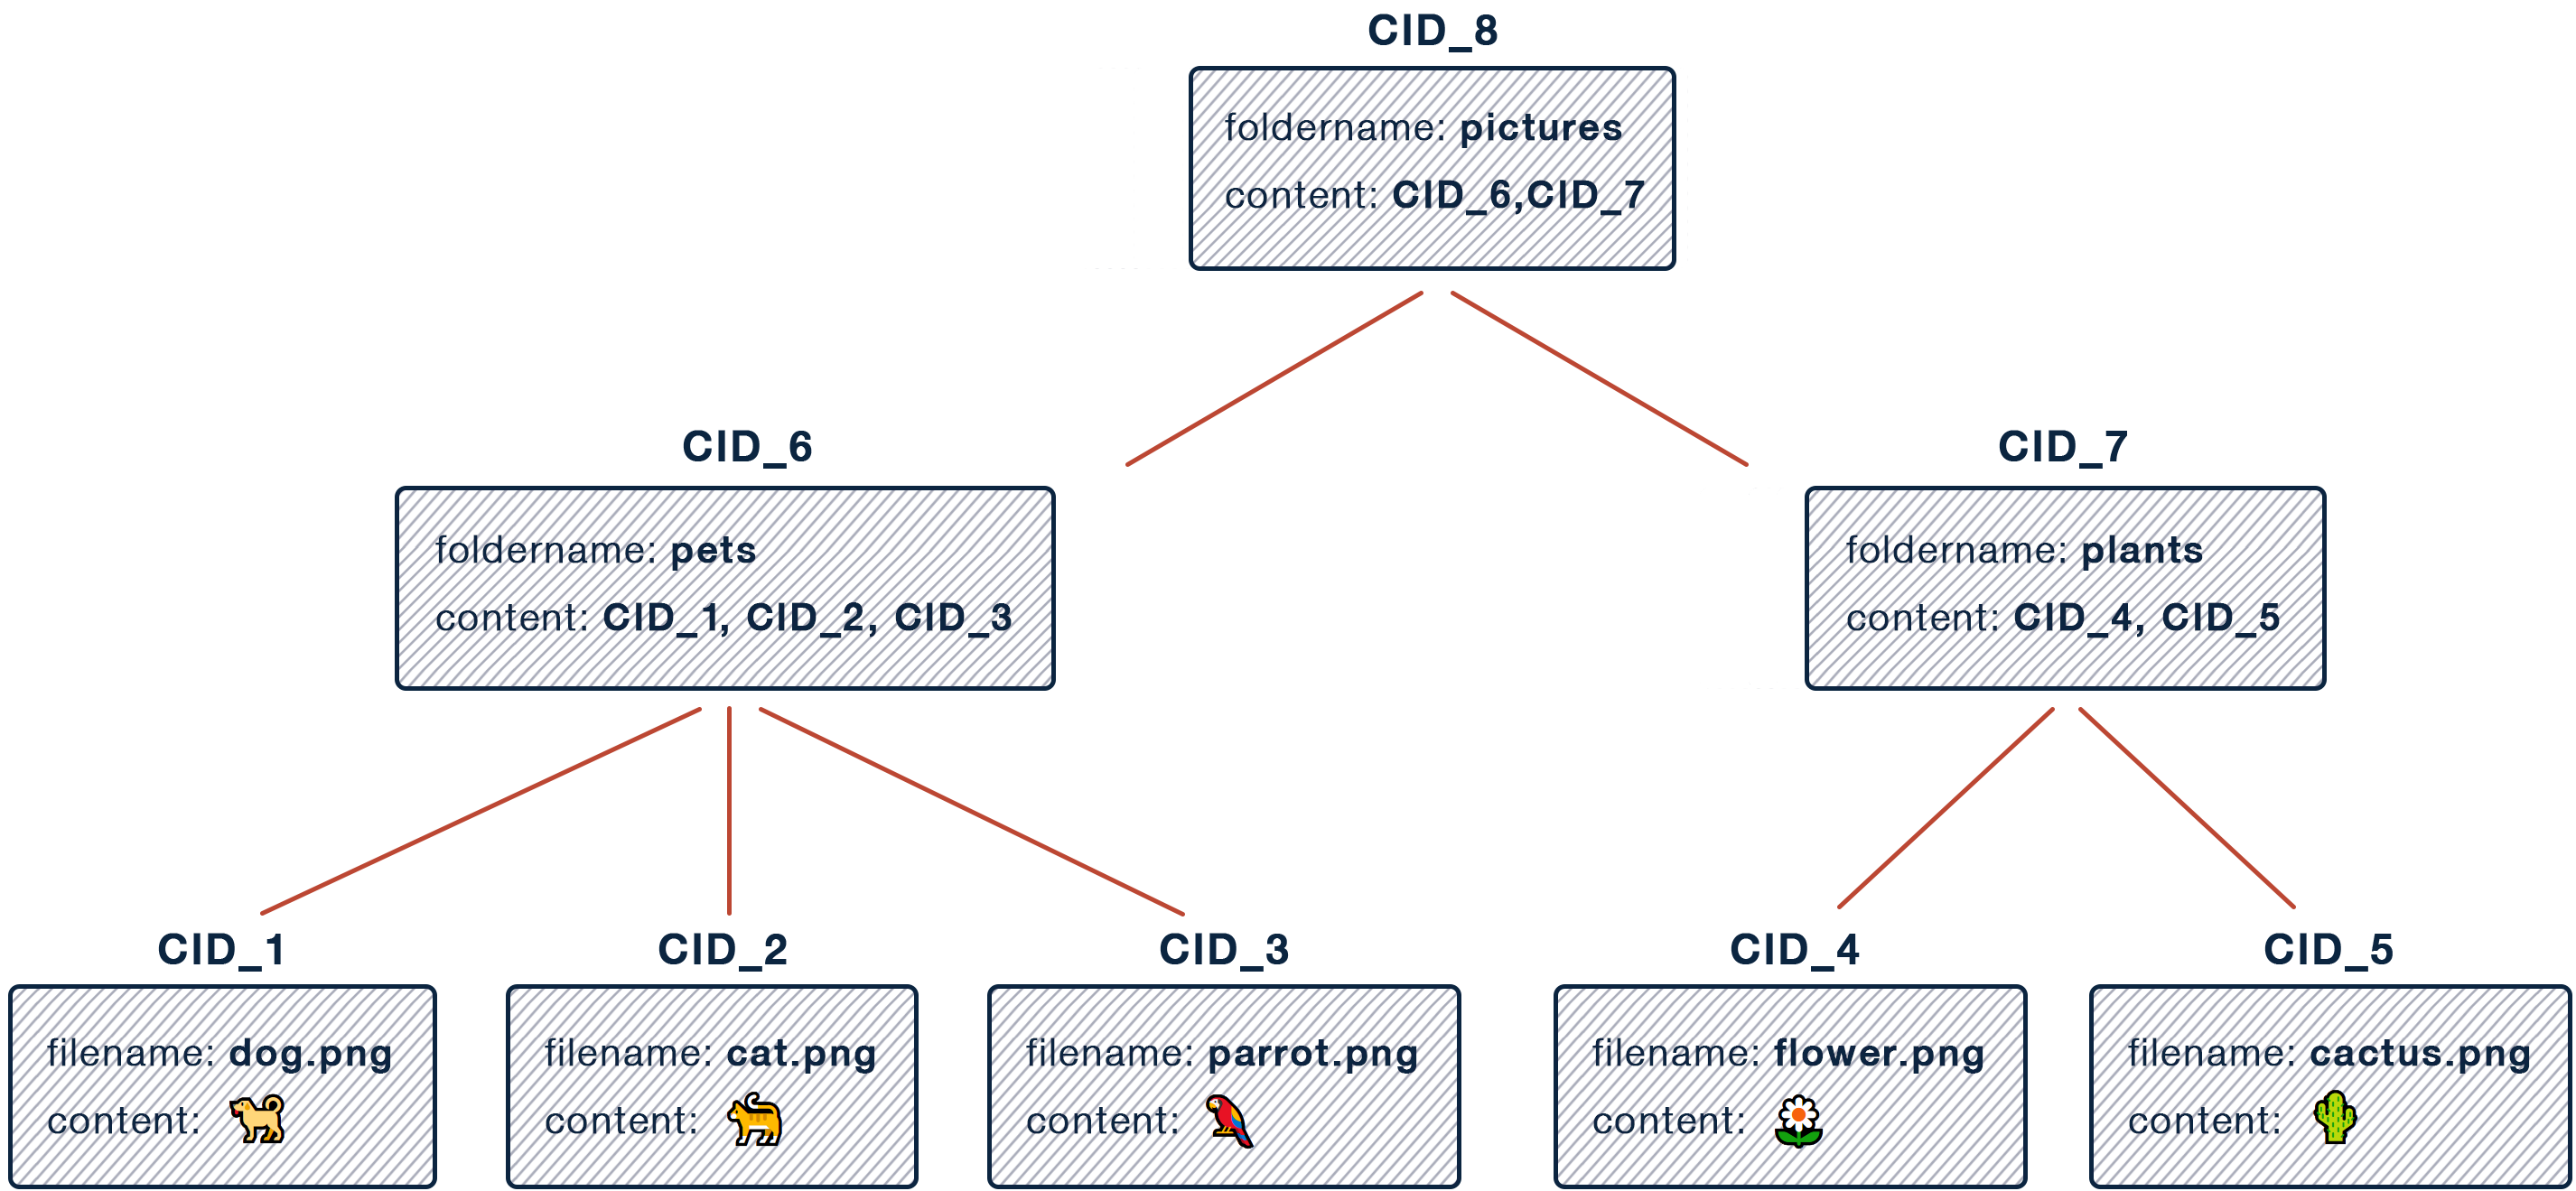 CID_8
foldername: pictures
content: CID_6,CID_7
CID_6
foldername: pets
content: CID_1, CID_2, CID_3
CID_7
foldername: plants
content: CID_4, CID_5
CID_1
filename: dog.png
content:
CID_2
filename: cat.png
content:
CID_3
filename: parrot.png
content:
CID_4
filename: flower.png
content:
CID_5
filename: cactus.png
content: